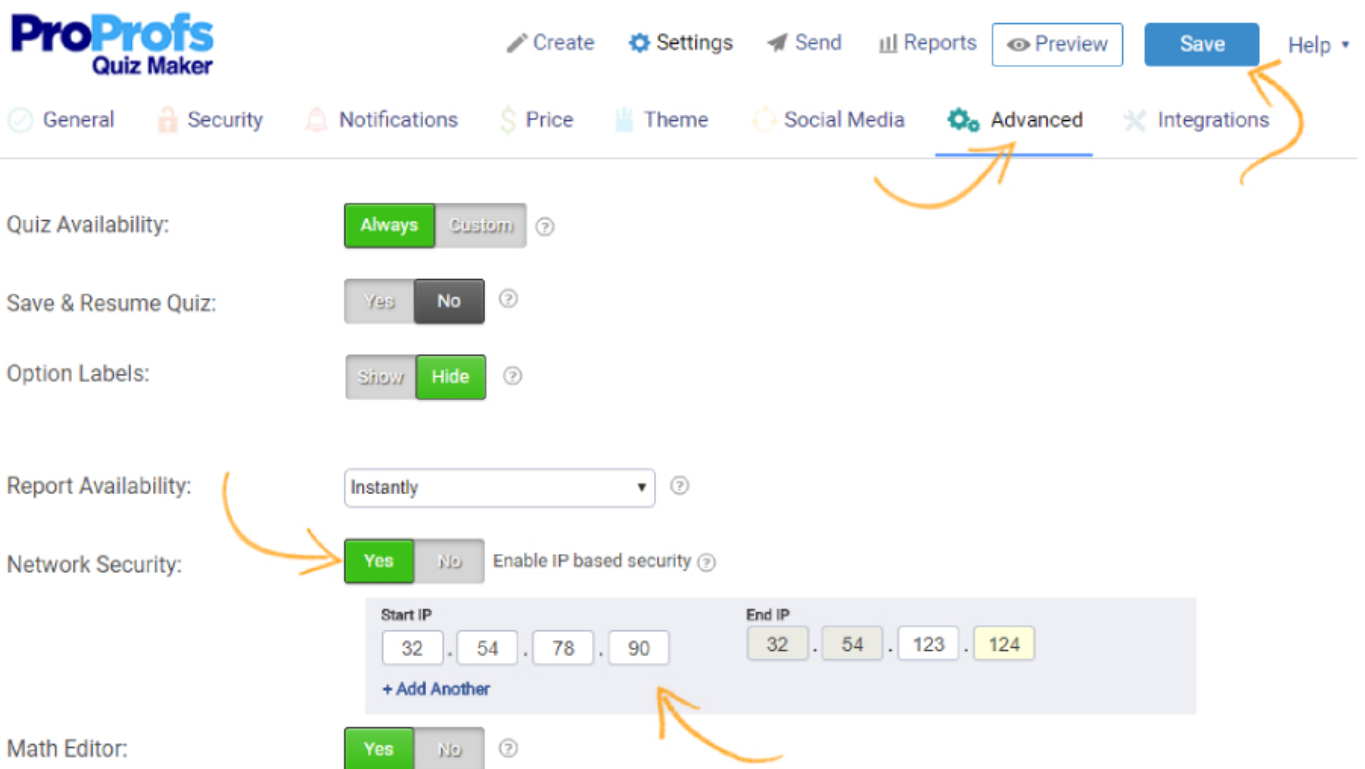 ProProfs
Quiz Maker
Create Settings Send Reports Preview Save Help
General Security Notifications Price Theme Social Media Advanced Integrations
Quiz Availability: Always Custom ?
Save & Resume Quiz: Yes No ?
Option Labels: Show Hide ?
Report Availability: Instantly ?
Network Security: Yes No Enable IP based security ?
Start IP End IP
32 . 54 . 78 . 90 32 . 54 . 123 . 124
+ Add Another
Math Editor: Yes No ?